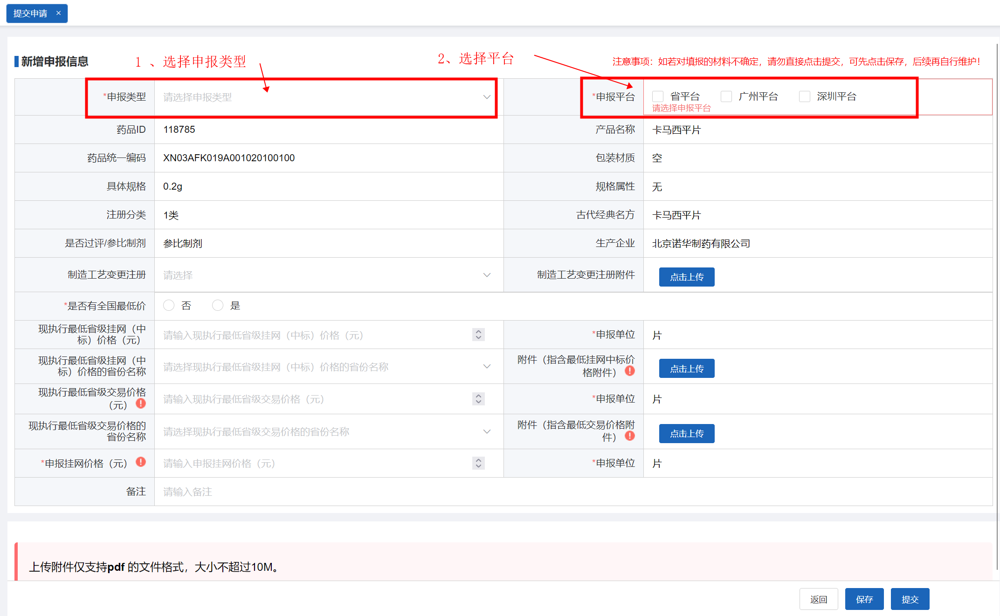 提交申请 ×
新增申报信息
1 、选择申报类型
2、选择平台
注意事项：如若对填报的材料不确定，请勿直接点击提交，可先点击保存，后续再自行维护！
*申报类型
请选择申报类型
*申报平台
省平台 广州平台 深圳平台
请选择申报平台
药品ID
118785
产品名称
卡马西平片
药品统一编码
XN03AFK019A001020100100
包装材质
空
具体规格
0.2g
规格属性
无
注册分类
1类
古代经典名方
卡马西平片
是否过评/参比制剂
参比制剂
生产企业
北京诺华制药有限公司
制造工艺变更注册
请选择
制造工艺变更注册附件
点击上传
*是否有全国最低价
否 是
现执行最低省级挂网（中
标）价格（元）
请输入现执行最低省级挂网（中标）价格（元）
*申报单位
片
现执行最低省级挂网（中
标）价格的省份名称
请选择现执行最低省级挂网（中标）价格的省份名称
附件（指含最低挂网中标价
格附件）
点击上传
现执行最低省级交易价格
（元）
请输入现执行最低省级交易价格（元）
*申报单位
片
现执行最低省级交易价格的
省份名称
请选择现执行最低省级交易价格的省份名称
附件（指含最低交易价格附
件）
点击上传
*申报挂网价格（元）
请输入申报挂网价格（元）
*申报单位
片
备注
请输入备注
上传附件仅支持pdf 的文件格式，大小不超过10M。
返回 保存 提交